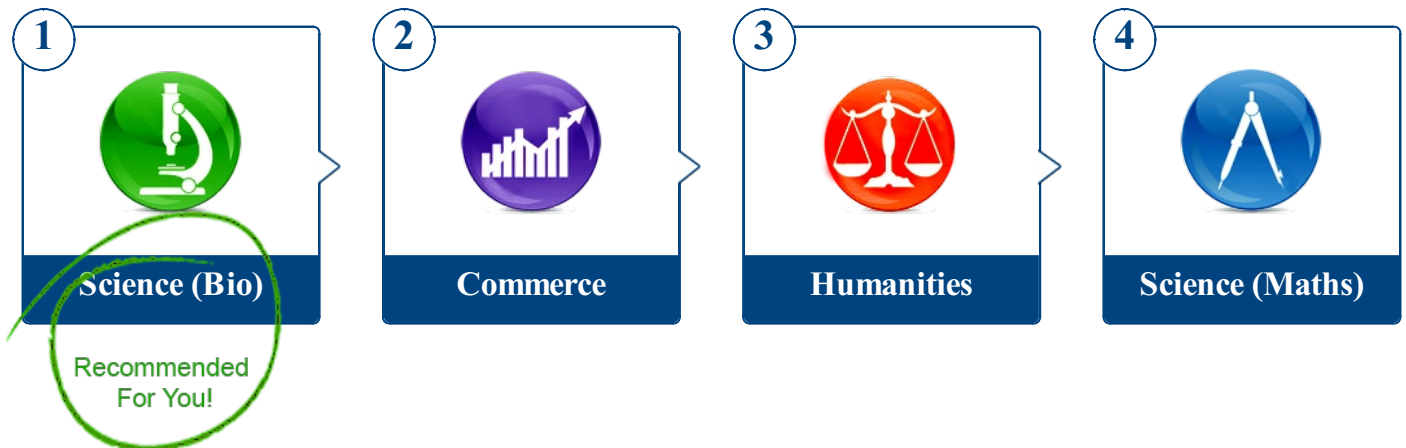 1
2
3
4
Science (Bio)
Commerce
Humanities
Science (Maths)
Recommended
For You!